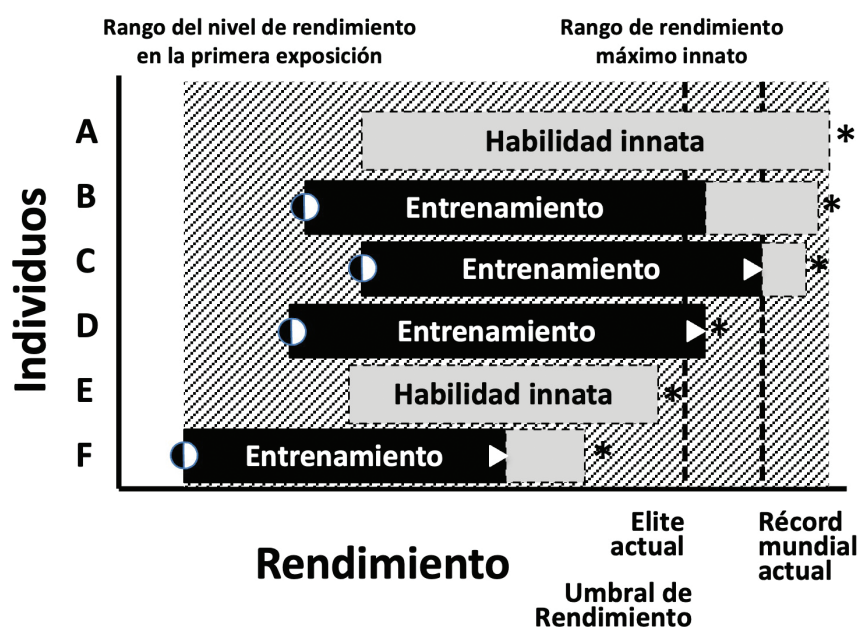 Rango del nivel de rendimiento
en la primera exposición
Rango de rendimiento
máximo innato
Individuos
A
Habilidad innata
*
B
Entrenamiento
*
C
Entrenamiento
*
D
Entrenamiento
*
E
Habilidad innata
*
F
Entrenamiento
*
Rendimiento
Elite
actual
Umbral de
Rendimiento
Récord
mundial
actual